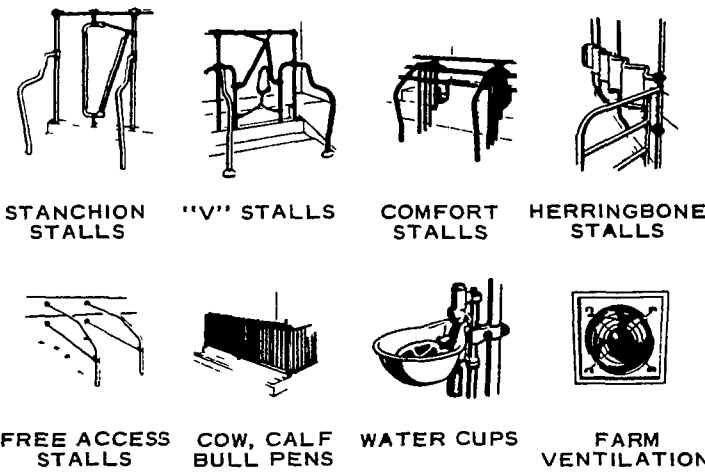 STANCHION
STALLS
"V" STALLS
COMFORT
STALLS
HERRINGBONE
STALLS
FREE ACCESS
STALLS
COW, CALF
BULL PENS
WATER CUPS
FARM
VENTILATION